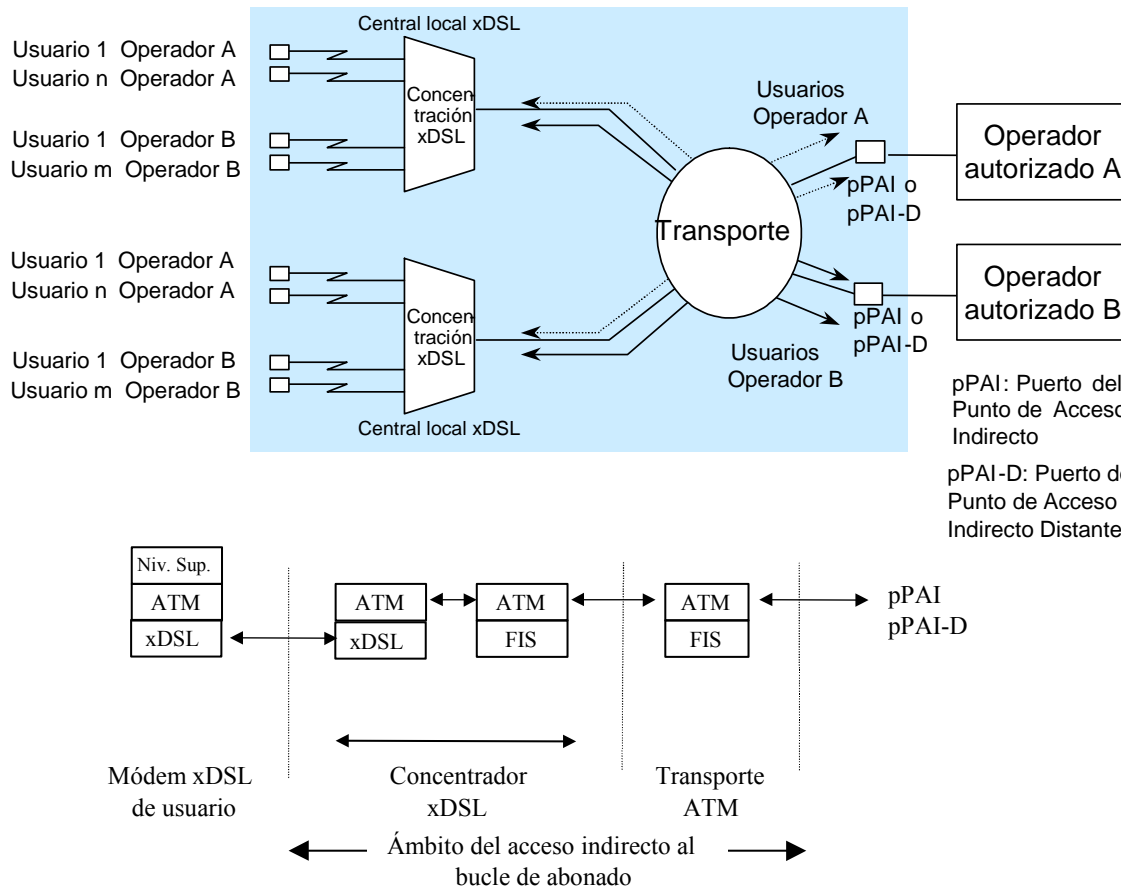 Central local xDSL
Usuario 1 Operador A
Usuario n Operador A
Usuario 1 Operador B
Usuario m Operador B
Concen-
tración
xDSL
Usuarios
Operador A
pPAI o
pPAI-D
Operador
autorizado A
Transporte
Usuario 1 Operador A
Usuario n Operador A
Usuario 1 Operador B
Usuario m Operador B
Concen-
tración
xDSL
Central local xDSL
pPAI o
pPAI-D
Usuarios
Operador B
Operador
autorizado B
pPAI: Puerto del
Punto de Acceso
Indirecto
pPAI-D: Puerto de
Punto de Acceso
Indirecto Distante
Niv. Sup.
ATM
xDSL
ATM
xDSL
ATM
FIS
ATM
FIS
pPAI
pPAI-D
Módem xDSL
de usuario
Concentrador
xDSL
Transporte
ATM
Ámbito del acceso indirecto al
bucle de abonado